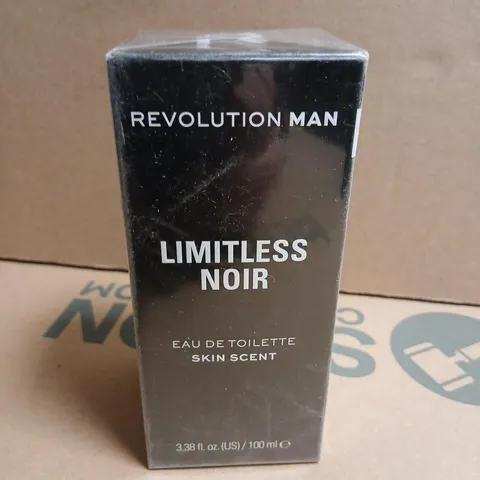 REVOLUTION MAN
LIMITLESS
NOIR
EAU DE TOILETTE
SKIN SCENT
3.38 fl. oz. (US) / 100 ml ℮